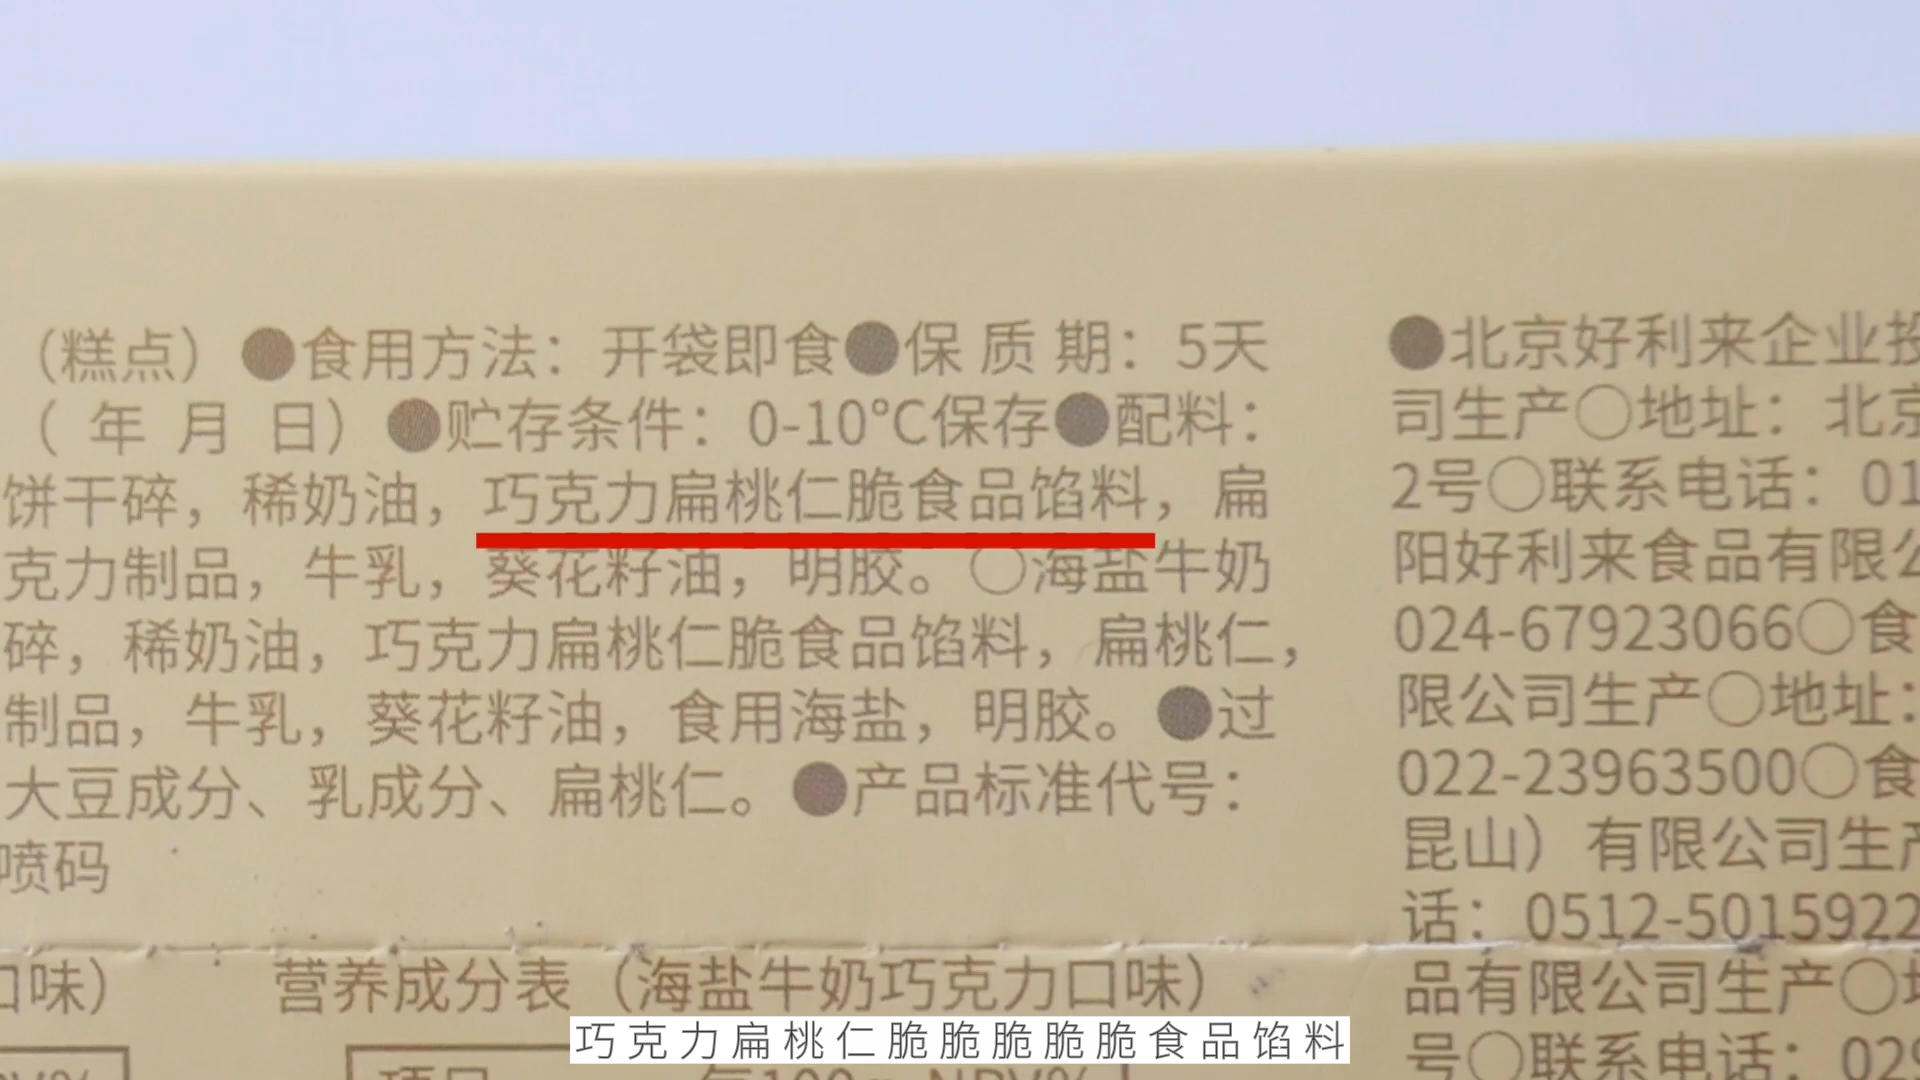 （糕点）●食用方法：开袋即食●保质期：5天
（年月日）●贮存条件：0-10℃保存●配料：
饼干碎，稀奶油，巧克力扁桃仁脆食品馅料，扁
克力制品，牛乳，葵花籽油，明胶。○海盐牛奶
碎，稀奶油，巧克力扁桃仁脆食品馅料，扁桃仁，
制品，牛乳，葵花籽油，食用海盐，明胶。●过
大豆成分、乳成分、扁桃仁。●产品标准代号：
喷码
口味）
营养成分表（海盐牛奶巧克力口味）
●北京好利来企业投
司生产○地址：北京
2号○联系电话：01
阳好利来食品有限公
024-67923066○食
限公司生产○地址：
022-23963500○食
昆山）有限公司生产
话：0512-5015922
品有限公司生产○地
号○联系电话：029
巧克力扁桃仁脆脆脆脆脆食品馅料